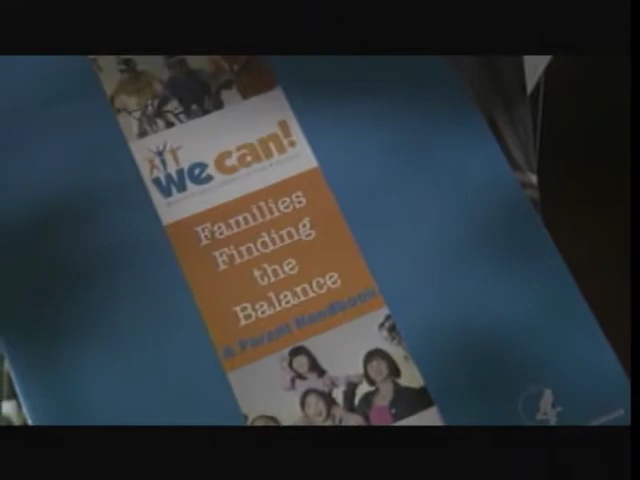 We can!
Families
Finding
the
Balance
A Parent Handbook